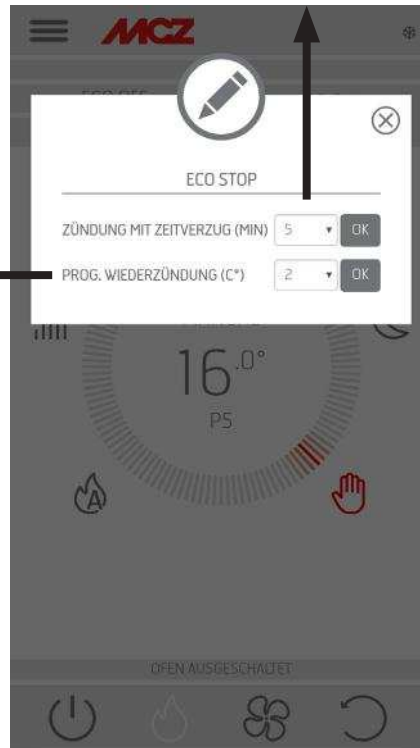 MCZ
ECO STOP
ZÜNDUNG MIT ZEITVERZUG (MIN) 5 OK
PROG. WIEDERZÜNDUNG (C°) 2 OK
16.0°
P5
A
OFEN AUSGESCHALTET